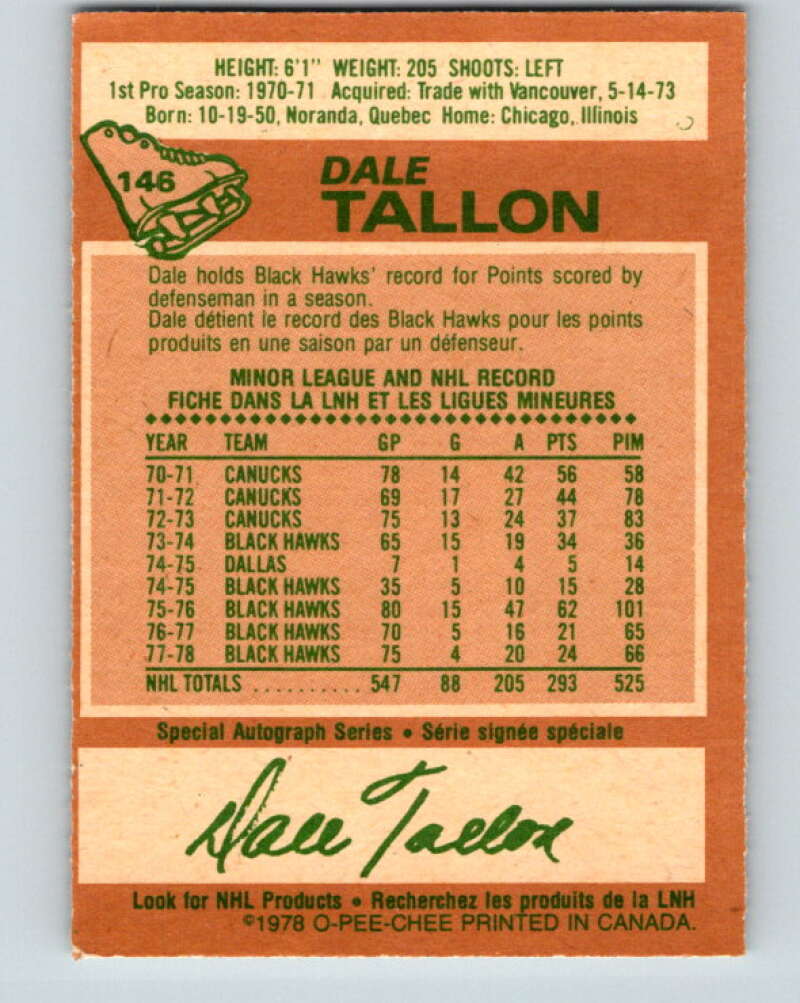 HEIGHT: 6'1" WEIGHT: 205 SHOOTS: LEFT
1st Pro Season: 1970-71 Acquired: Trade with Vancouver, 5-14-73
Born: 10-19-50, Noranda, Quebec Home: Chicago, Illinois
146
DALE
TALLON
Dale holds Black Hawks' record for Points scored by
defenseman in a season.
Dale détient le record des Black Hawks pour les points
produits en une saison par un défenseur.
MINOR LEAGUE AND NHL RECORD
FICHE DANS LA LNH ET LES LIGUES MINEURES
YEAR TEAM GP G A PTS PIM
70-71 CANUCKS 78 14 42 56 58
71-72 CANUCKS 69 17 27 44 78
72-73 CANUCKS 75 13 24 37 83
73-74 BLACK HAWKS 65 15 19 34 36
74-75 DALLAS 7 1 4 5 14
74-75 BLACK HAWKS 35 5 10 15 28
75-76 BLACK HAWKS 80 15 47 62 101
76-77 BLACK HAWKS 70 5 16 21 65
77-78 BLACK HAWKS 75 4 20 24 66
NHL TOTALS .......... 547 88 205 293 525
Special Autograph Series • Série signée spéciale
Dale Tallon
Look for NHL Products • Recherchez les produits de la LNH
©1978 O-PEE-CHEE PRINTED IN CANADA.